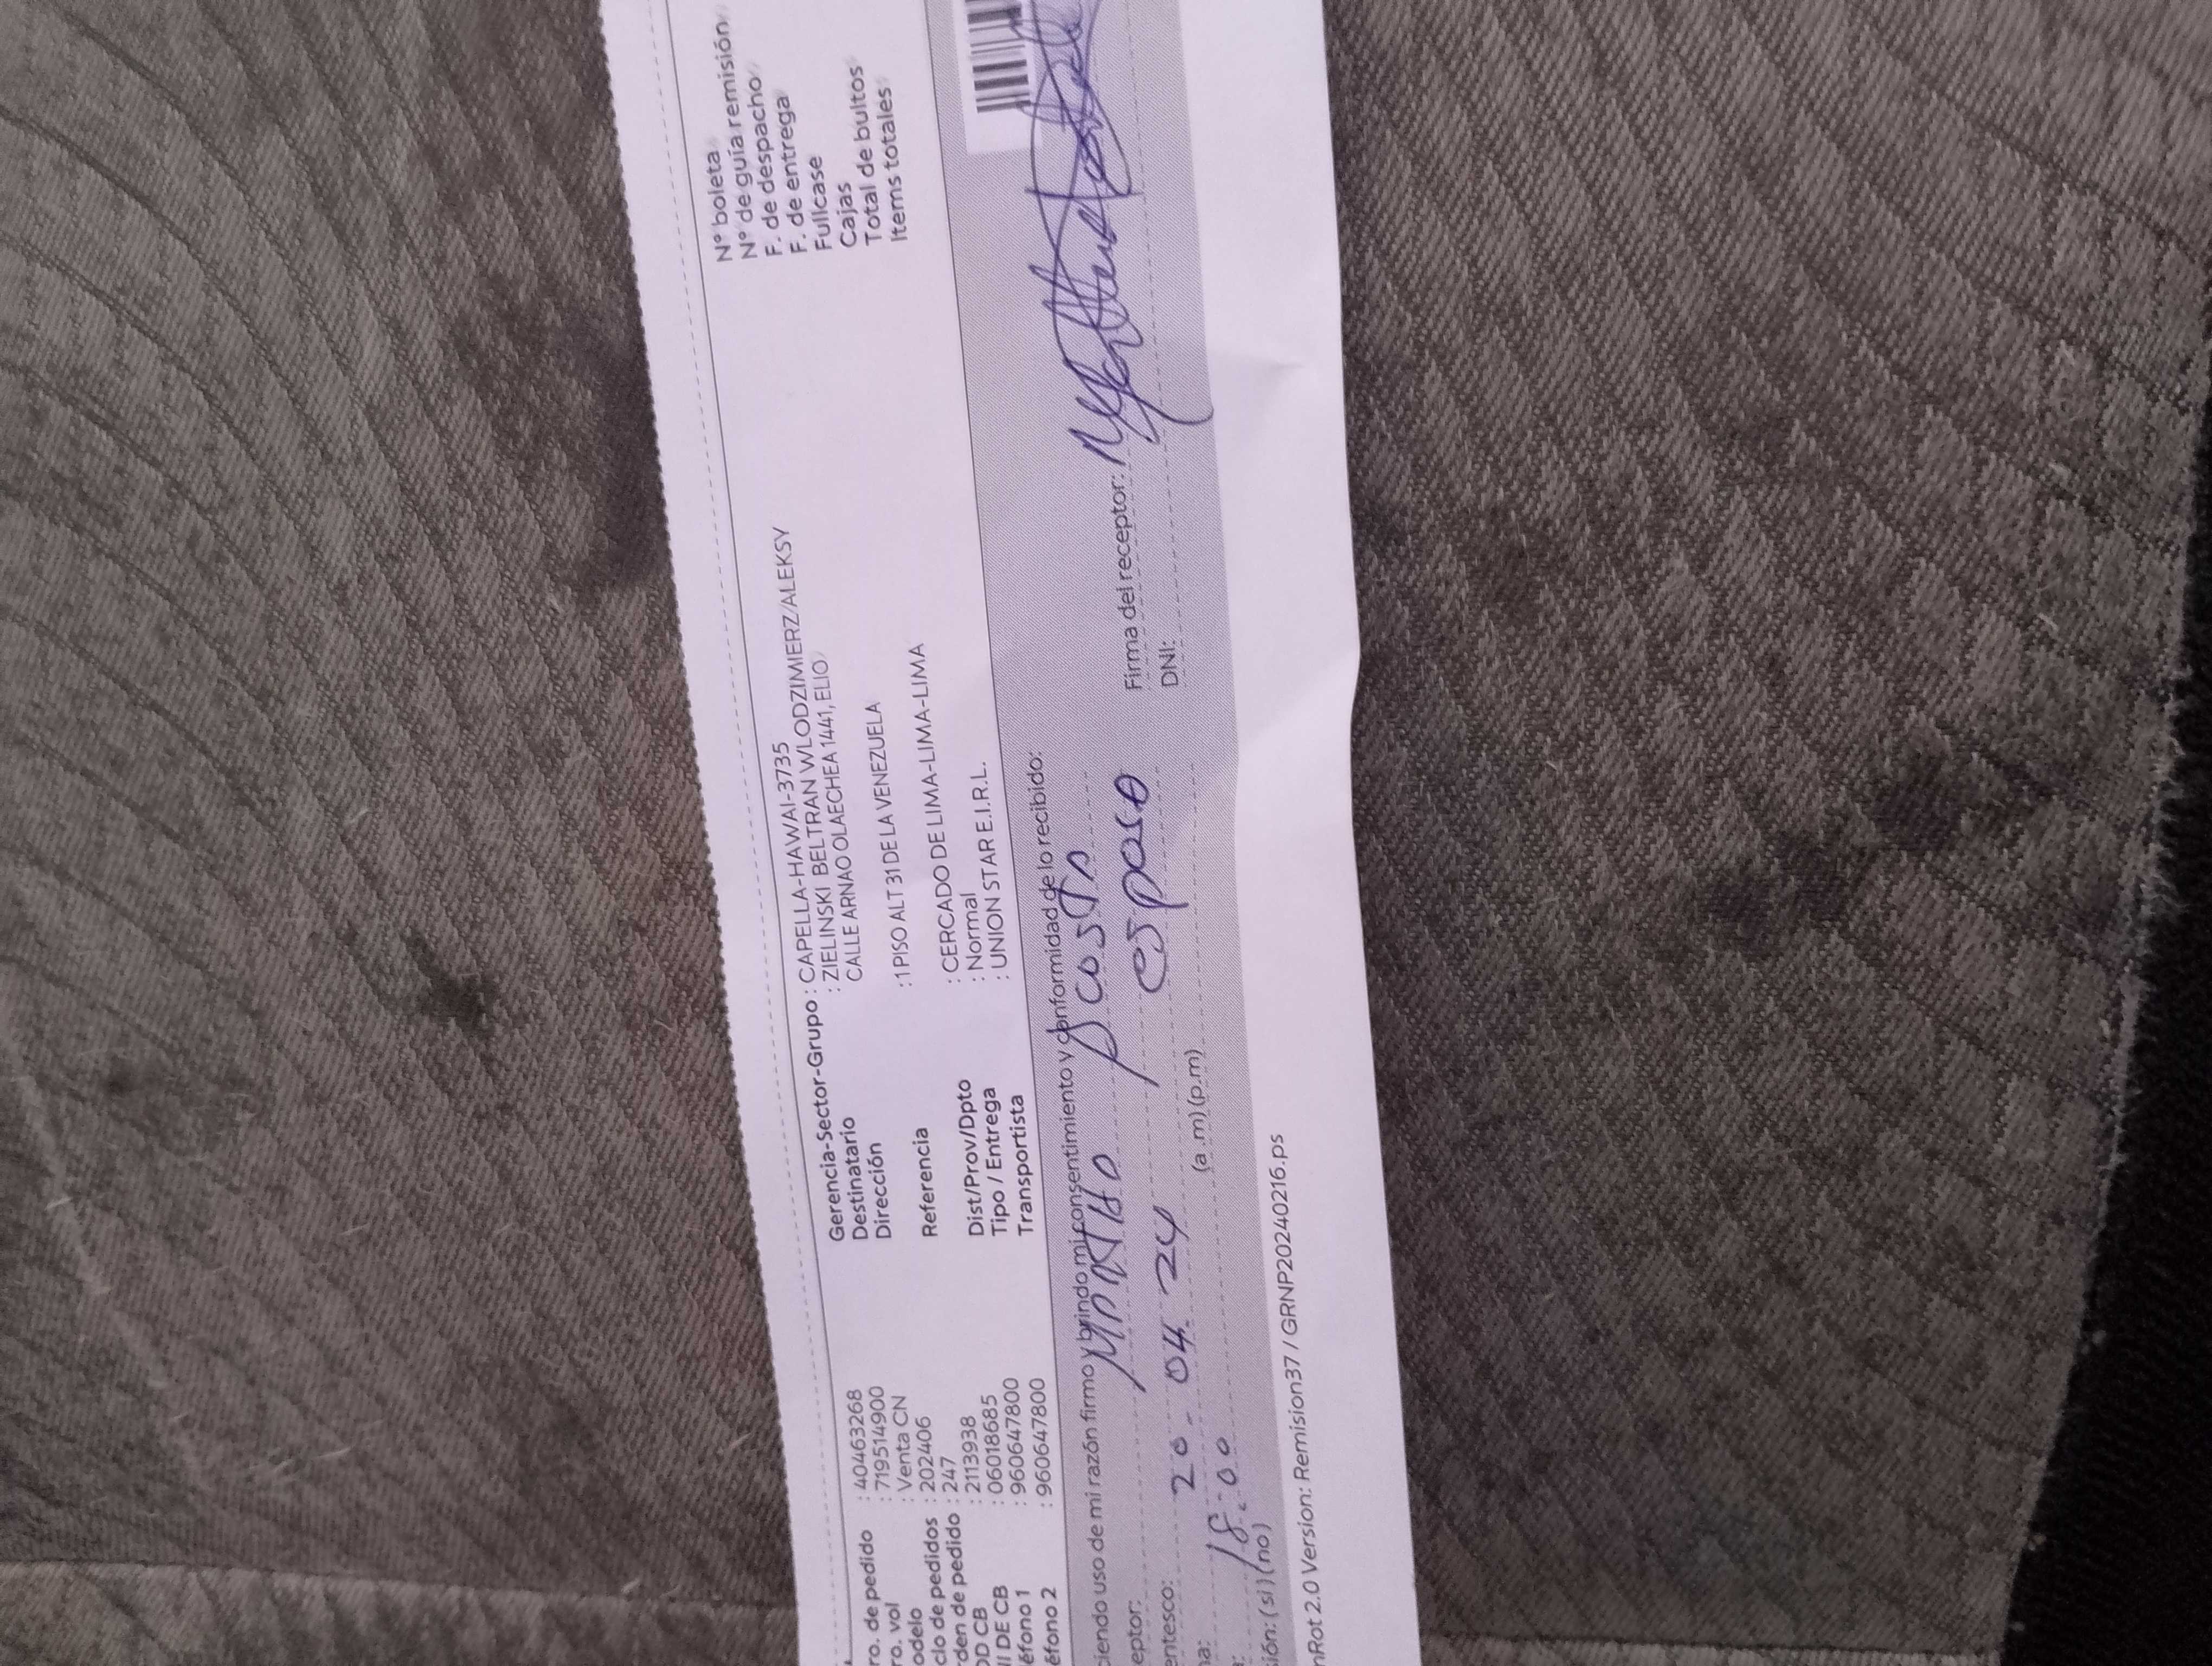 ro. de pedido : 40463268
ro. vol : 719514900
odelo : Venta CN
clo de pedidos : 202406
rden de pedido : 247
OD CB : 2113938
II DE CB : 06018685
éfono 1 : 960647800
éfono 2 : 960647800
Gerencia-Sector-Grupo : CAPELLA-HAWAI-3735
Destinatario : ZIELINSKI BELTRAN WLODZIMIERZ/ALEKSY
Dirección CALLE ARNAO OLAECHEA 1441, ELIO
Referencia : 1 PISO ALT 31 DE LA VENEZUELA
Dist/Prov/Dpto : CERCADO DE LIMA-LIMA-LIMA
Tipo / Entrega : Normal
Transportista : UNION STAR E.I.R.L.
N° boleta
N° de guía remisión
F. de despacho
F. de entrega
Fullcase
Cajas
Total de bultos
Items totales
ciendo uso de mi razón firmo y brindo mi consentimiento y conformidad de lo recibido:
eptor: Acosta
entesco: esposo
na: 20-04-24
: 18:00 (a.m) (p.m)
ión: (si) (no)
Firma del receptor:
DNI:
nRot 2.0 Version: Remision37 / GRNP20240216.ps